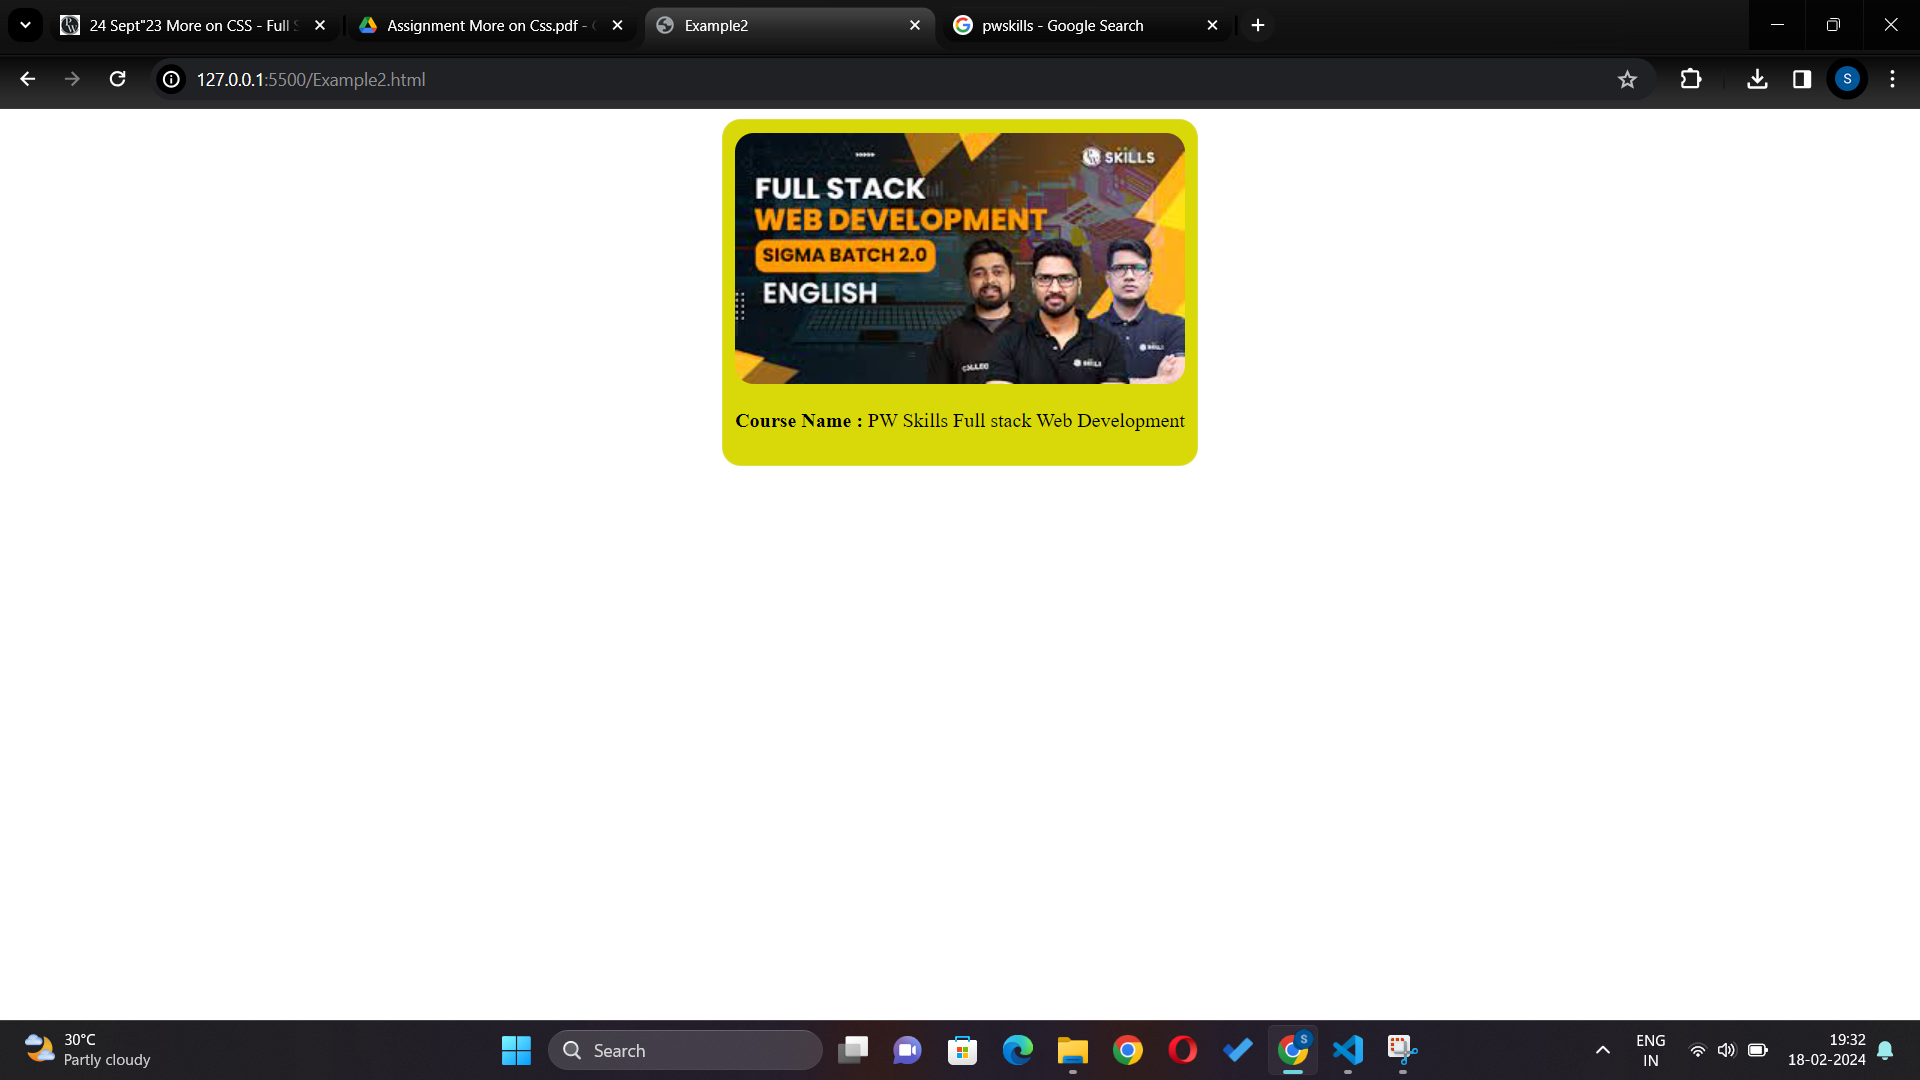 24 Sept"23 More on CSS - Full S
Assignment More on Css.pdf -
Example2
pwskills - Google Search
127.0.0.1:5500/Example2.html
S
SKILLS
FULL STACK
WEB DEVELOPMENT
SIGMA BATCH 2.0
ENGLISH
SKILLS
Course Name : PW Skills Full stack Web Development
30°C
Partly cloudy
Search
S
ENG
IN
19:32
18-02-2024